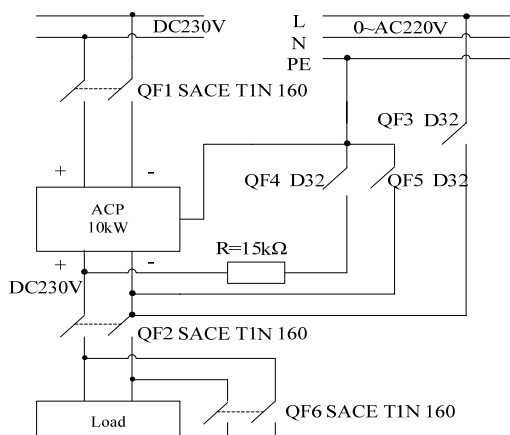 L
DC230V
0~AC220V
N
PE
QF1 SACE T1N 160
QF3 D32
+ -
QF4 D32
QF5 D32
ACP
10kW
R=15kΩ
+ -
DC230V
QF2 SACE T1N 160
Load
QF6 SACE T1N 160